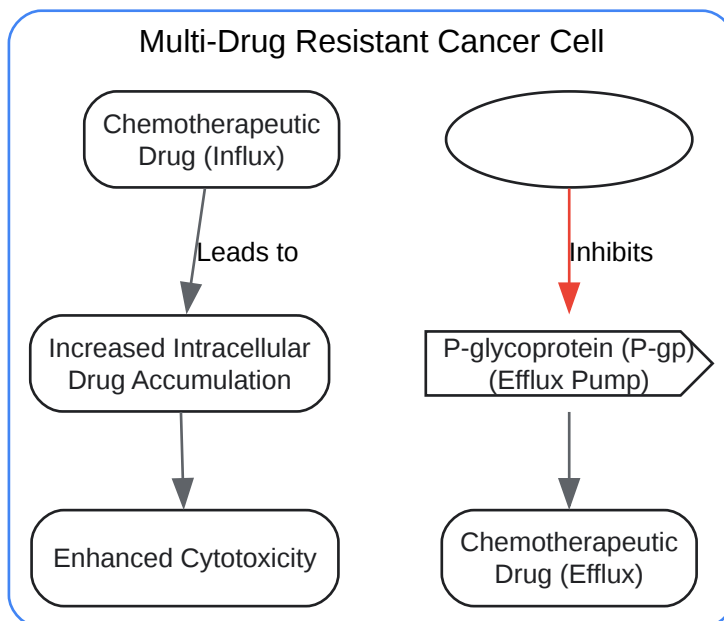 Multi-Drug Resistant Cancer Cell
Chemotherapeutic
Drug (Influx)
Leads to
Inhibits
Increased Intracellular
Drug Accumulation
P-glycoprotein (P-gp)
(Efflux Pump)
Enhanced Cytotoxicity
Chemotherapeutic
Drug (Efflux)